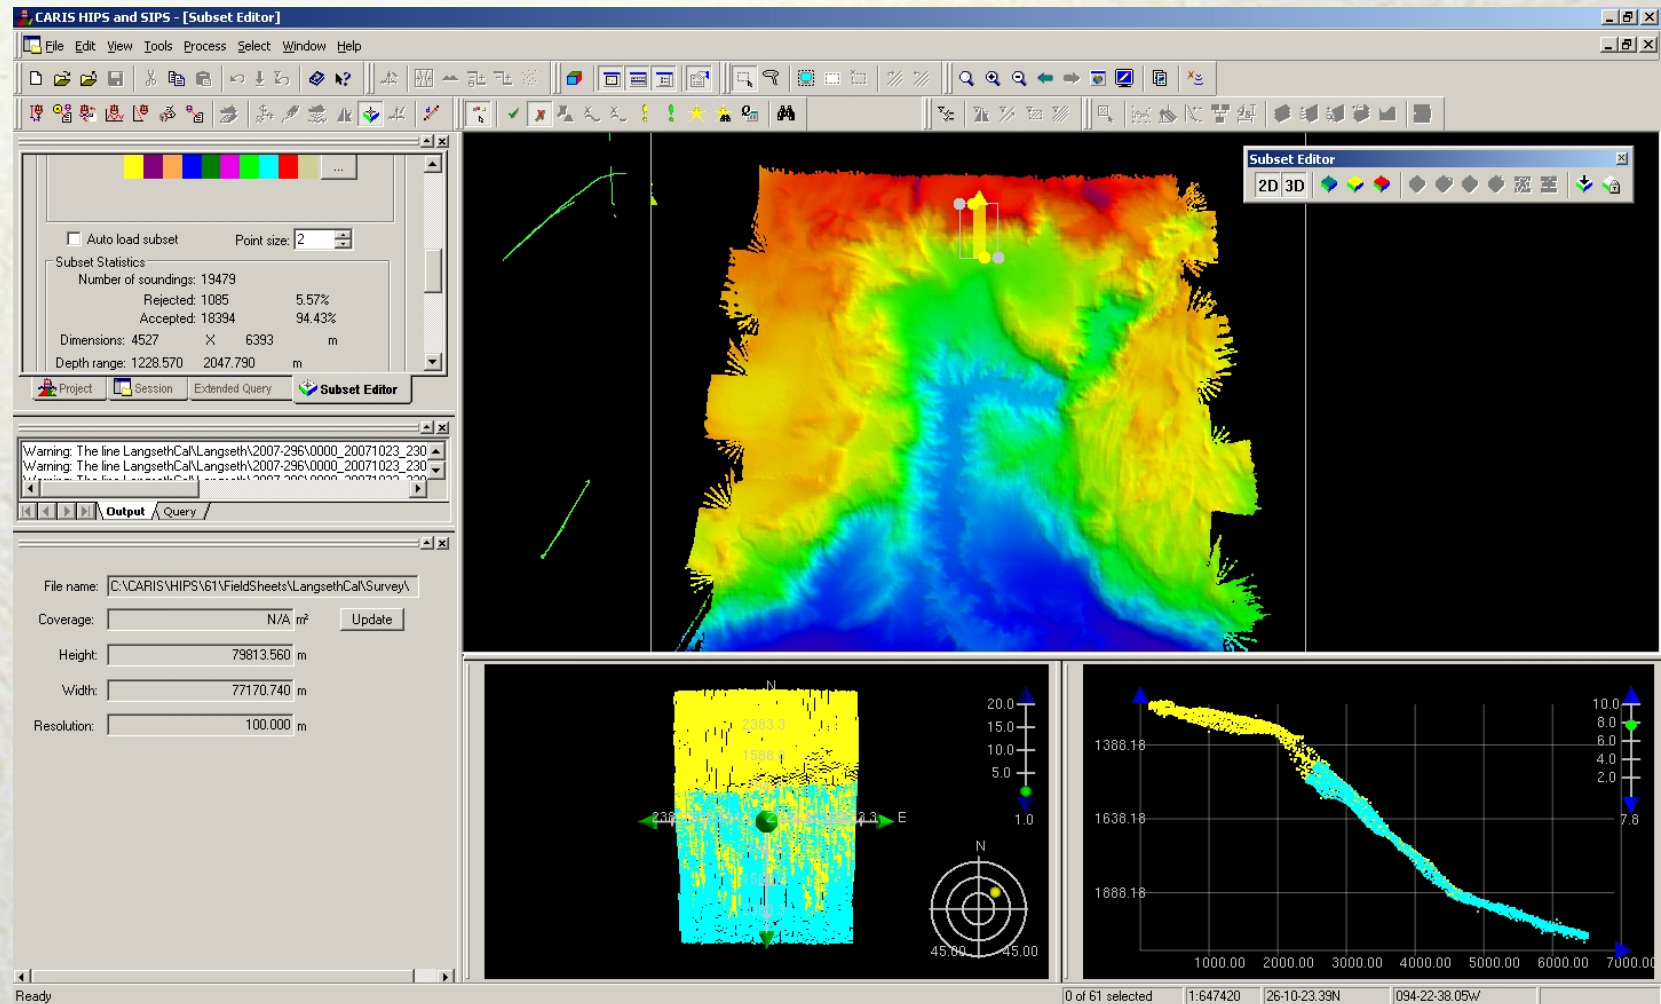 CARIS HIPS and SIPS - [Subset Editor]
File Edit View Tools Process Select Window Help
...
Auto load subset Point size: 2
Subset Statistics
Number of soundings: 19479
Rejected: 1085 5.57%
Accepted: 18394 94.43%
Dimensions: 4527 X 6393 m
Depth range: 1228.570 2047.790 m
Project Session Extended Query Subset Editor
Warning: The line LangsethCal\Langseth\2007-296\0000_20071023_230
Warning: The line LangsethCal\Langseth\2007-296\0000_20071023_230
Output Query
File name: C:\CARIS\HIPS\61\FieldSheets\LangsethCal\Survey\
Coverage: N/A m² Update
Height: 79813.560 m
Width: 77170.740 m
Resolution: 100.000 m
Subset Editor
2D 3D
N
2383.3
E
20.0
15.0
10.0
5.0
1.0
N
45.00 45.00
1388.18
1638.18
1888.18
1000.00 2000.00 3000.00 4000.00 5000.00 6000.00 7000.00
10.0
8.0
6.0
4.0
2.0
7.8
Ready
0 of 61 selected 1:647420 26-10-23.39N 094-22-38.05W